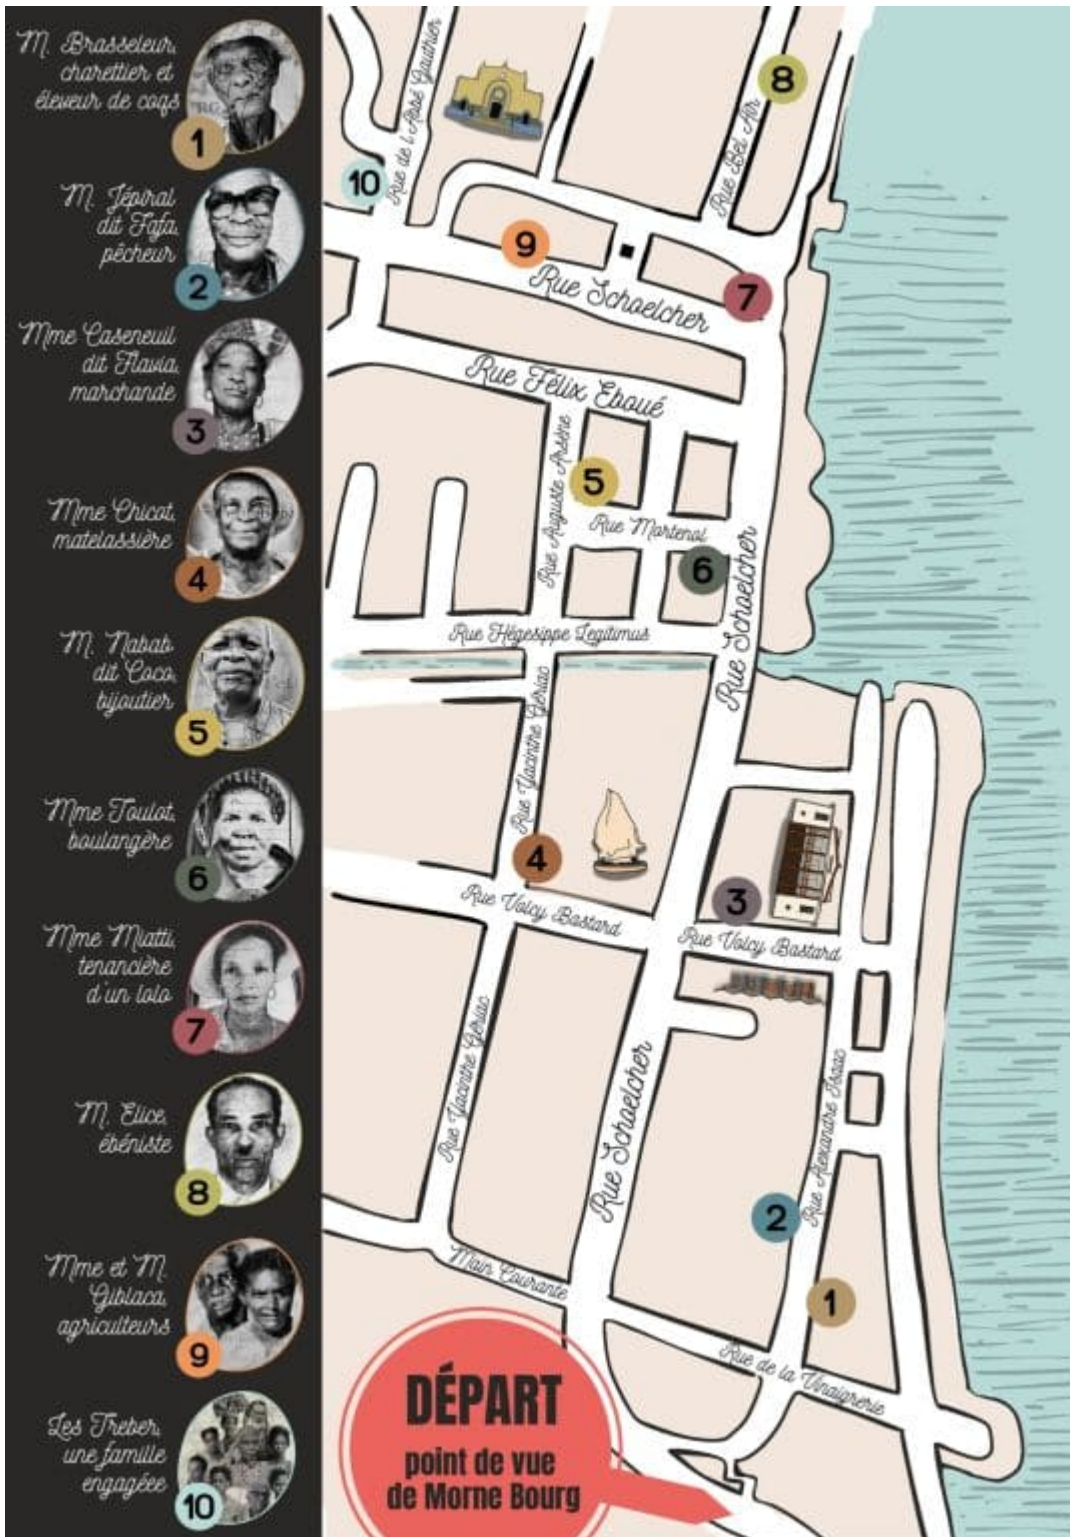 M. Brasseleur,
charettier et
éleveur de coqs
1
M. Jépiral
dit Fafa,
pêcheur
2
Mme Caseneuil
dit Flavia,
marchande
3
Mme Chicot,
matelassière
4
M. Nabab
dit Coco,
bijoutier
5
Mme Toulot,
boulangère
6
Mme Miatti,
tenancière
d'un lolo
7
M. Elice,
ébéniste
8
Mme et M.
Giblaca,
agriculteurs
9
Les Treber,
une famille
engagéee
10
Rue de l'Abbé Gauthier
10
8
Rue Bel Air
9
7
Rue Schoelcher
Rue Félix Eboué
Rue Auguste Arsène
5
Rue Mortenol
6
Rue Schoelcher
Rue Hégesippe Legitimus
Rue Yacinthe Gériac
4
3
Rue Volcy Bastard
Rue Volcy Bastard
Rue Yacinthe Gériac
Rue Schoelcher
Rue Alexandre Isaac
2
1
Main Courante
Rue de la Vinaigrerie
DÉPART
point de vue
de Morne Bourg